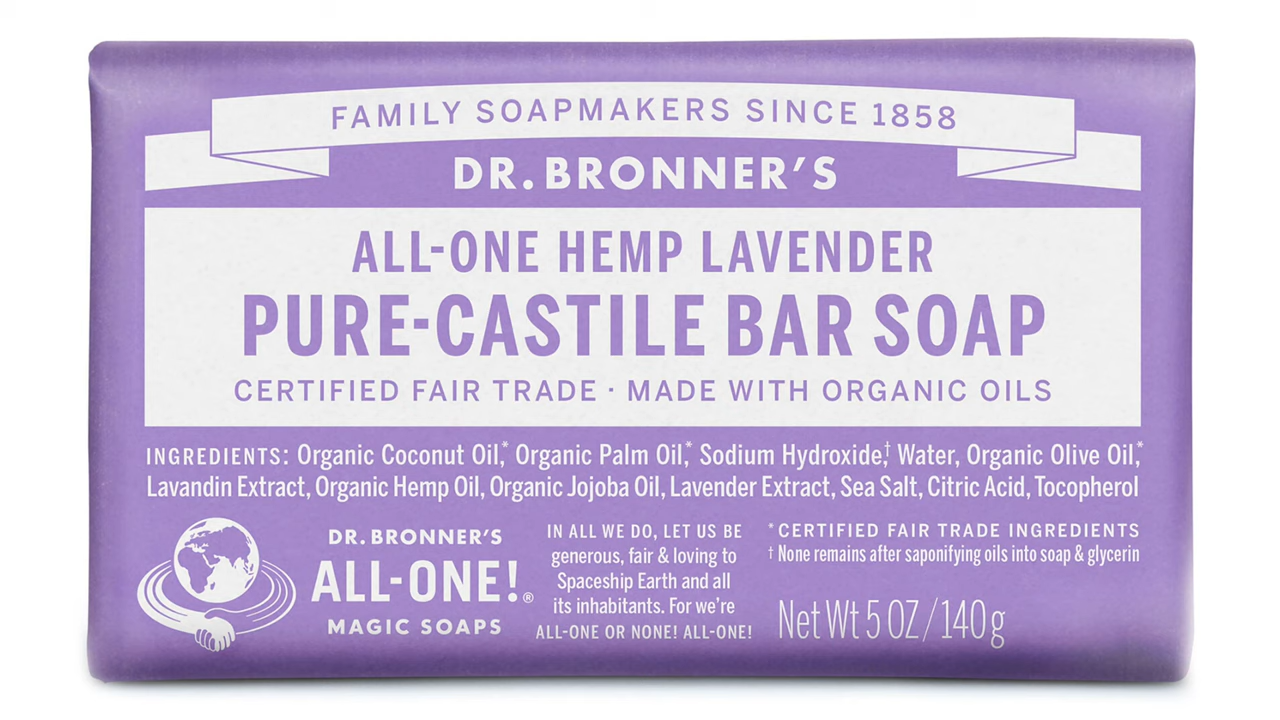 FAMILY SOAPMAKERS SINCE 1858
DR. BRONNER'S
ALL-ONE HEMP LAVENDER
PURE-CASTILE BAR SOAP
CERTIFIED FAIR TRADE · MADE WITH ORGANIC OILS
INGREDIENTS: Organic Coconut Oil,* Organic Palm Oil,* Sodium Hydroxide,† Water, Organic Olive Oil,*
Lavandin Extract, Organic Hemp Oil, Organic Jojoba Oil, Lavender Extract, Sea Salt, Citric Acid, Tocopherol
DR. BRONNER'S
ALL-ONE!®
MAGIC SOAPS
IN ALL WE DO, LET US BE
generous, fair & loving to
Spaceship Earth and all
its inhabitants. For we're
ALL-ONE OR NONE! ALL-ONE!
* CERTIFIED FAIR TRADE INGREDIENTS
† None remains after saponifying oils into soap & glycerin
Net Wt 5 OZ / 140g